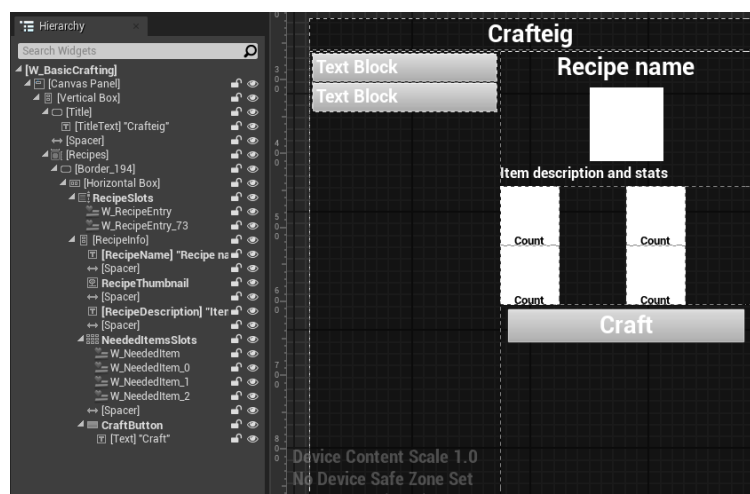 Hierarchy
Search Widgets
[W_BasicCrafting]
[Canvas Panel]
[Vertical Box]
[Title]
[TitleText] "Crafteig"
[Spacer]
[Recipes]
[Border_194]
[Horizontal Box]
RecipeSlots
W_RecipeEntry
W_RecipeEntry_73
[RecipeInfo]
[RecipeName] "Recipe na
[Spacer]
RecipeThumbnail
[Spacer]
[RecipeDescription] "Iter
[Spacer]
NeededItemsSlots
W_NeededItem
W_NeededItem_0
W_NeededItem_1
W_NeededItem_2
[Spacer]
CraftButton
[Text] "Craft"
Crafteig
Text Block
Text Block
Recipe name
Item description and stats
Count
Count
Count
Count
Craft
Device Content Scale 1.0
No Device Safe Zone Set